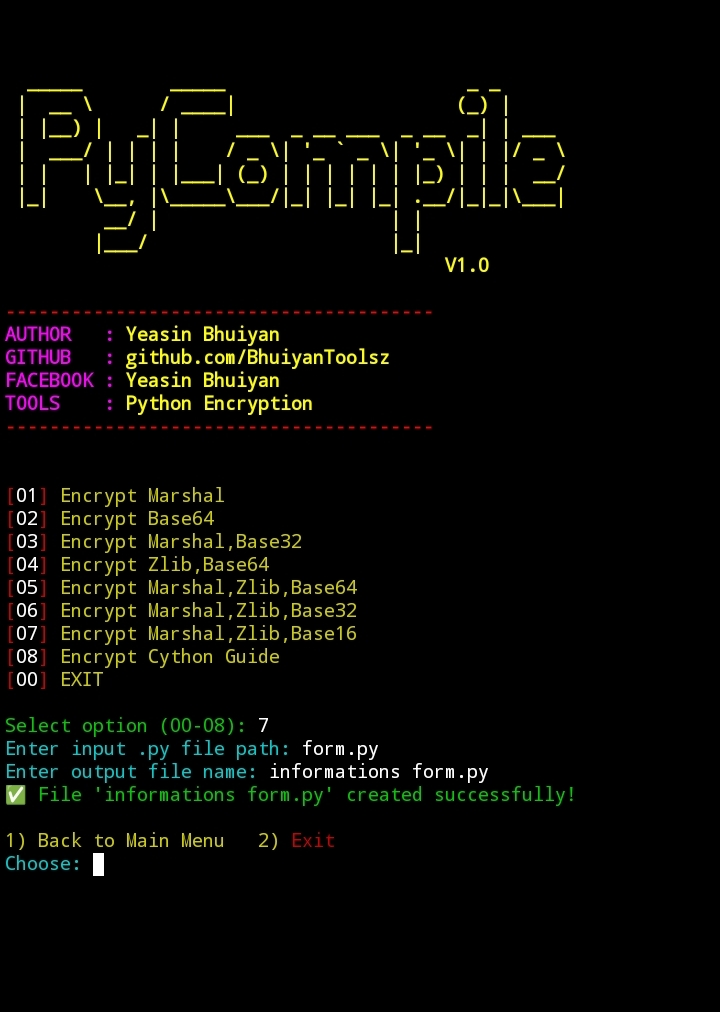 PyCompile
V1.0
---------------------------------------
AUTHOR   : Yeasin Bhuiyan
GITHUB   : github.com/BhuiyanToolsz
FACEBOOK : Yeasin Bhuiyan
TOOLS    : Python Encryption
---------------------------------------
[01] Encrypt Marshal
[02] Encrypt Base64
[03] Encrypt Marshal,Base32
[04] Encrypt Zlib,Base64
[05] Encrypt Marshal,Zlib,Base64
[06] Encrypt Marshal,Zlib,Base32
[07] Encrypt Marshal,Zlib,Base16
[08] Encrypt Cython Guide
[00] EXIT
Select option (00-08): 7
Enter input .py file path: form.py
Enter output file name: informations form.py
✅ File 'informations form.py' created successfully!
1) Back to Main Menu   2) Exit
Choose: